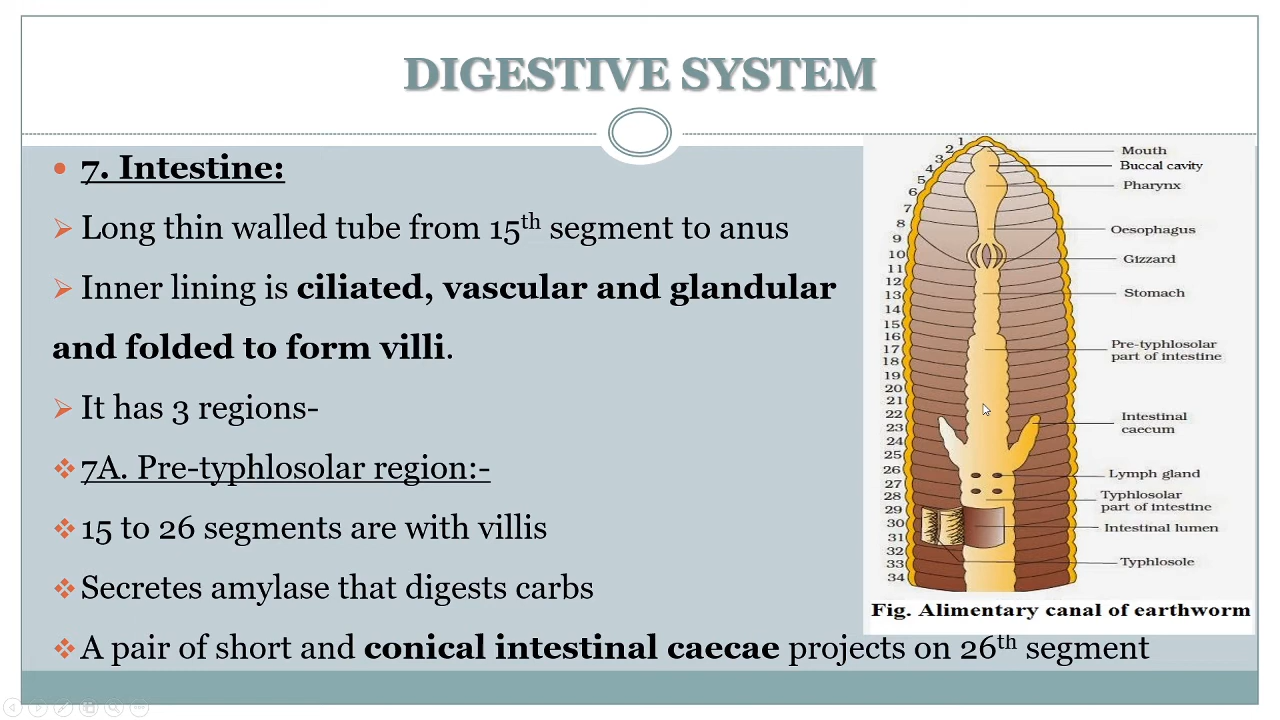 DIGESTIVE SYSTEM
• 7. Intestine:
➢ Long thin walled tube from 15th segment to anus
➢ Inner lining is ciliated, vascular and glandular
and folded to form villi.
➢ It has 3 regions-
❖ 7A. Pre-typhlosolar region:-
❖ 15 to 26 segments are with villis
❖ Secretes amylase that digests carbs
❖ A pair of short and conical intestinal caecae projects on 26th segment
1
2
3
4
5
6
7
8
9
10
11
12
13
14
15
16
17
18
19
20
21
22
23
24
25
26
27
28
29
30
31
32
33
34
Mouth
Buccal cavity
Pharynx
Oesophagus
Gizzard
Stomach
Pre-typhlosolar
part of intestine
Intestinal
caecum
Lymph gland
Typhlosolar
part of intestine
Intestinal lumen
Typhlosole
Fig. Alimentary canal of earthworm